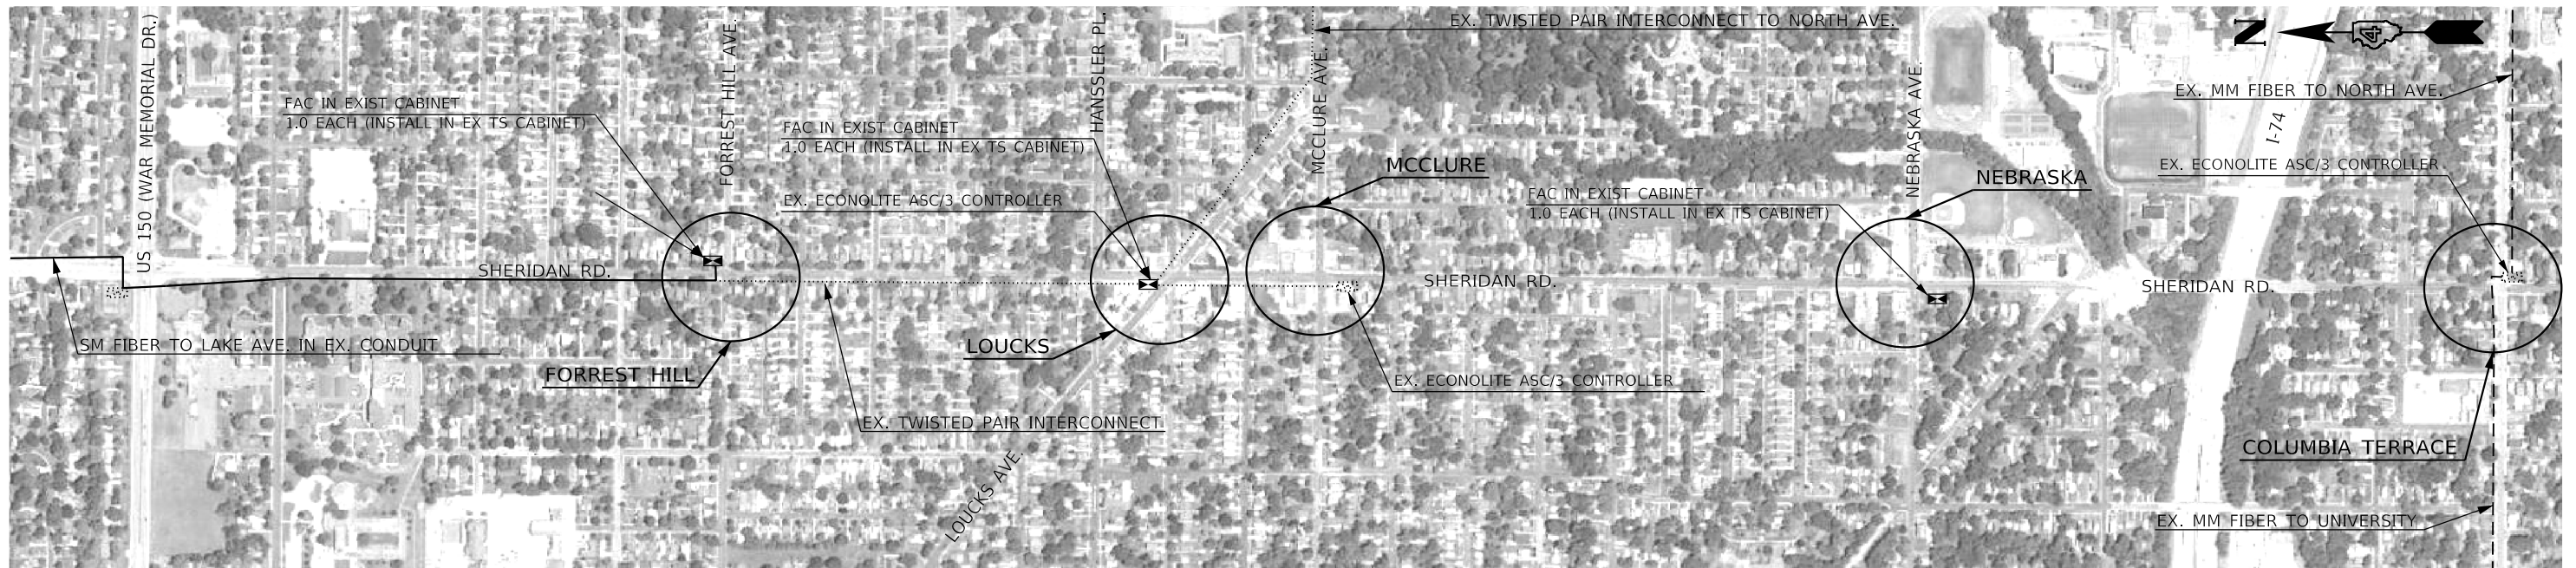 US 150 (WAR MEMORIAL DR.)
FORREST HILL AVE.
HANSSLER PL.
EX. TWISTED PAIR INTERCONNECT TO NORTH AVE.
MCCLURE AVE.
NEBRASKA AVE.
N
4
I-74
EX. MM FIBER TO NORTH AVE.
FAC IN EXIST CABINET
1.0 EACH (INSTALL IN EX TS CABINET)
FAC IN EXIST CABINET
1.0 EACH (INSTALL IN EX TS CABINET)
EX. ECONOLITE ASC/3 CONTROLLER
MCCLURE
FAC IN EXIST CABINET
1.0 EACH (INSTALL IN EX TS CABINET)
NEBRASKA
EX. ECONOLITE ASC/3 CONTROLLER
SHERIDAN RD.
SHERIDAN RD.
SHERIDAN RD.
SM FIBER TO LAKE AVE. IN EX. CONDUIT
FORREST HILL
LOUCKS
EX. ECONOLITE ASC/3 CONTROLLER
EX. TWISTED PAIR INTERCONNECT
LOUCKS AVE.
COLUMBIA TERRACE
EX. MM FIBER TO UNIVERSITY